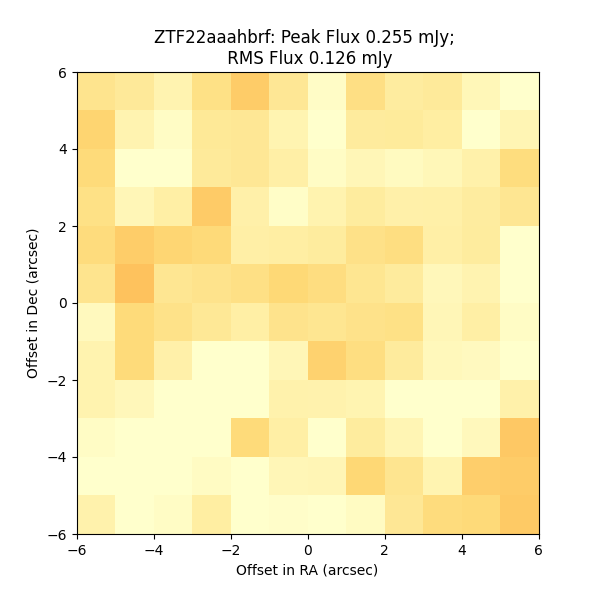 ZTF22aaahbrf: Peak Flux 0.255 mJy;
RMS Flux 0.126 mJy
6
4
2
0
−2
−4
−6
Offset in Dec (arcsec)
−6 −4 −2 0 2 4 6
Offset in RA (arcsec)